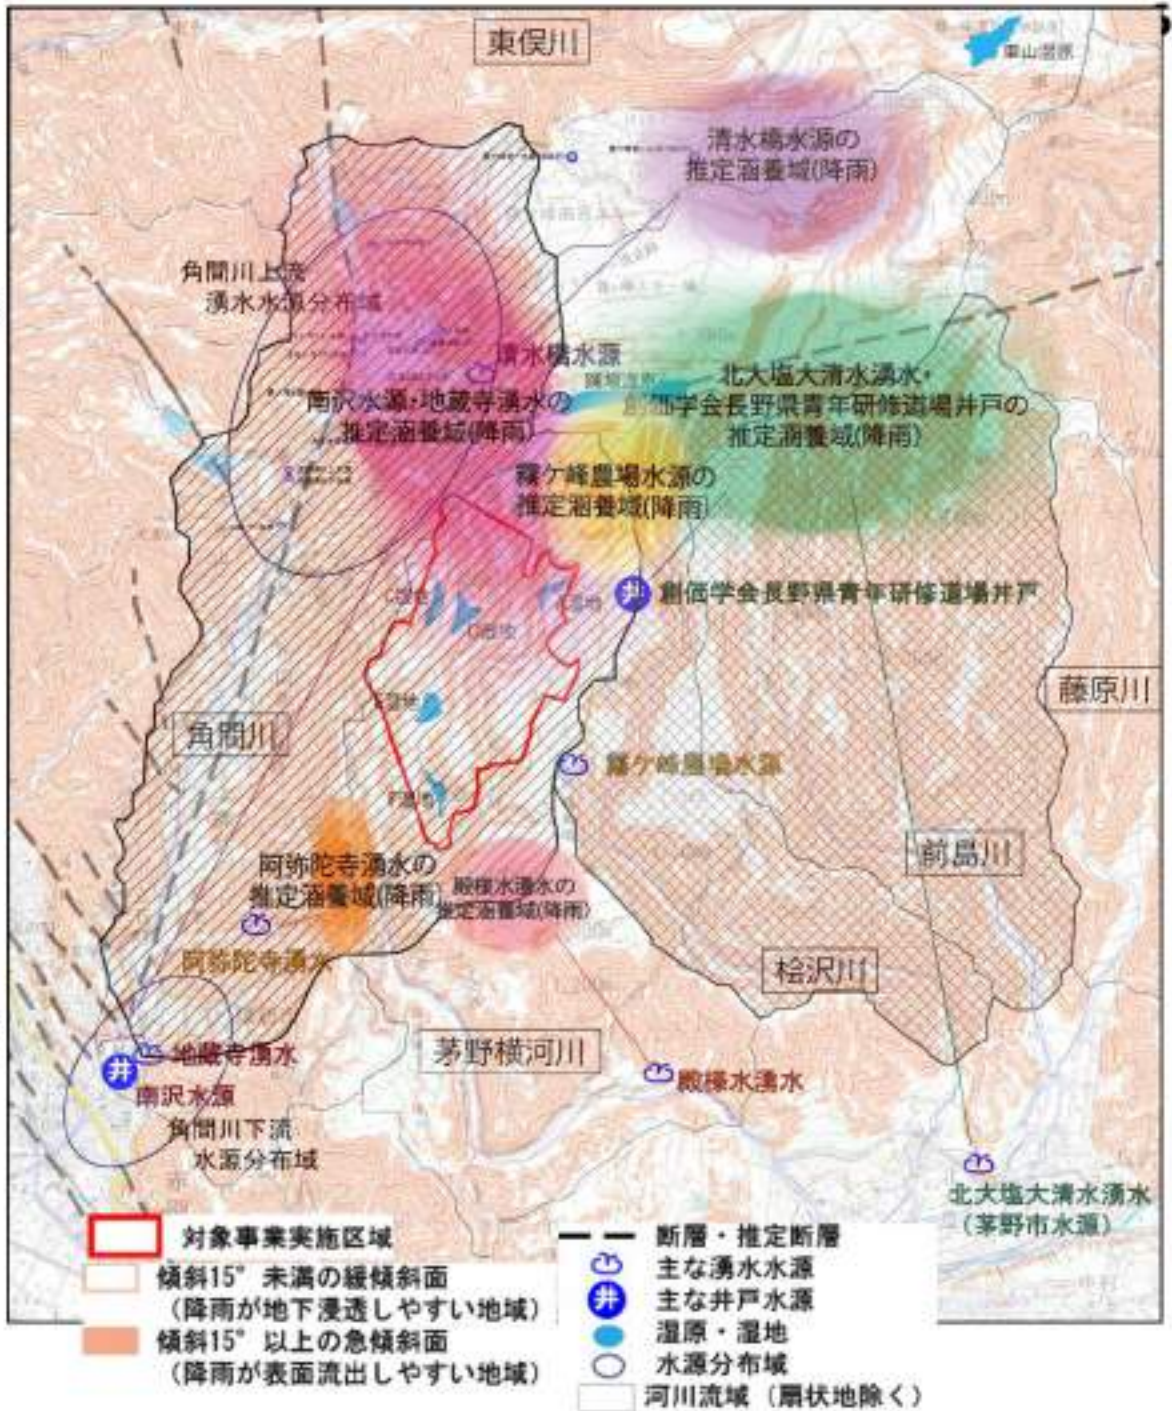 東俣川
車山湿原
清水橋水源の
推定涵養域(降雨)
角間川上流
湧水水源分布域
清水橋水源
南沢水源・地蔵寺湧水の
推定涵養域(降雨)
北大塩大清水湧水・
創価学会長野県青年研修道場井戸の
推定涵養域(降雨)
霧ケ峰農場水源の
推定涵養域(降雨)
井
創価学会長野県青年研修道場井戸
C湿地
藤原川
角間川
霧ケ峰農場水源
F湿地
前島川
阿弥陀寺湧水の
推定涵養域(降雨)
殿様水湧水の
推定涵養域(降雨)
阿弥陀寺湧水
桧沢川
地蔵寺湧水
井
南沢水源
茅野横河川
殿様水湧水
角間川下流
水源分布域
北大塩大清水湧水
(茅野市水源)
対象事業実施区域
傾斜15°未満の緩傾斜面
(降雨が地下浸透しやすい地域)
傾斜15°以上の急傾斜面
(降雨が表面流出しやすい地域)
断層・推定断層
主な湧水水源
井
主な井戸水源
湿原・湿地
水源分布域
河川流域(扇状地除く)